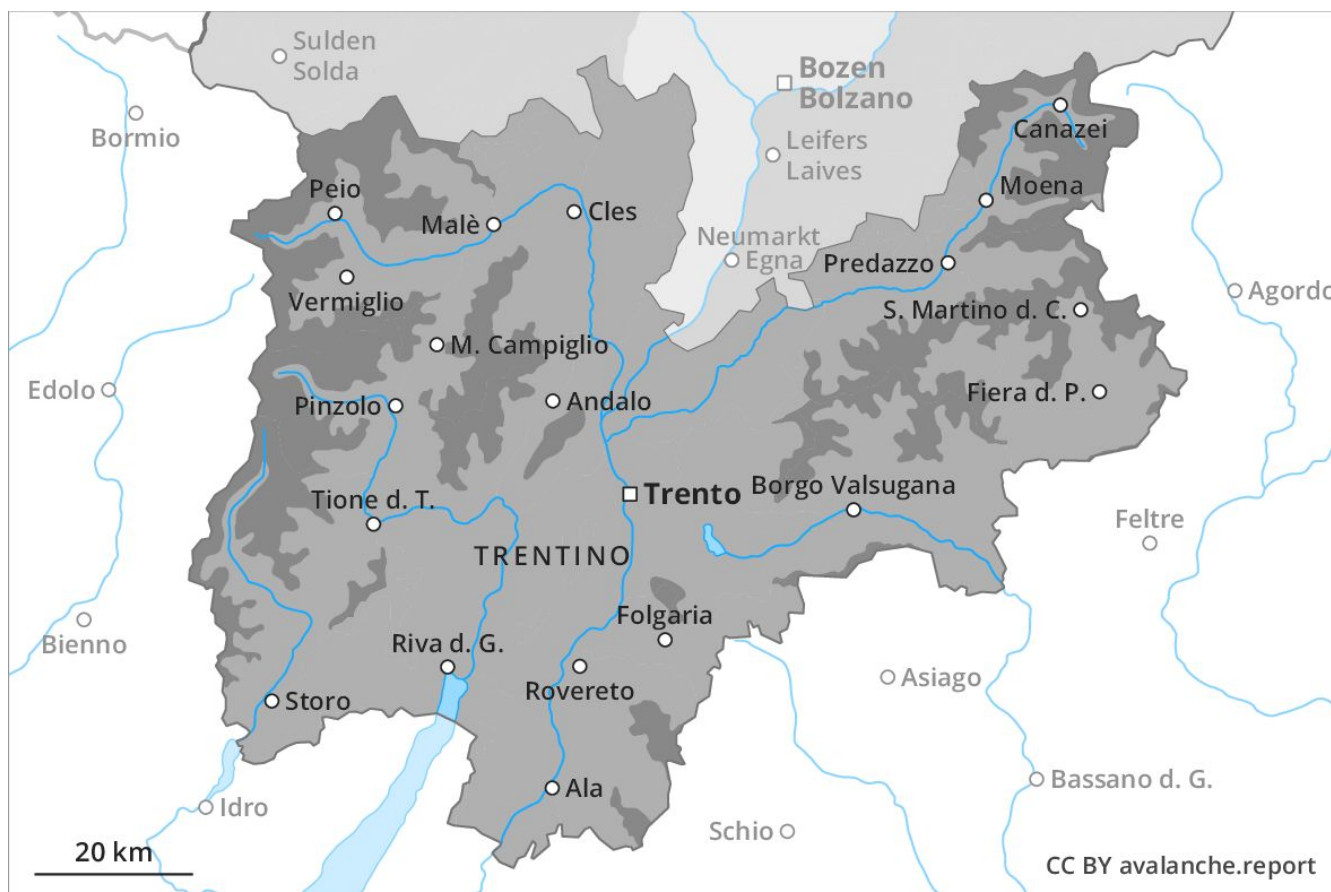 Sulden
Solda
Bozen
Bolzano
Bormio
Canazei
Leifers
Laives
Peio
Moena
Malè
Cles
Neumarkt
Egna
Predazzo
Vermiglio
Agordo
S. Martino d. C.
M. Campiglio
Edolo
Pinzolo
Andalo
Fiera d. P.
Trento
Borgo Valsugana
Tione d. T.
Feltre
TRENTINO
Folgaria
Bienno
Riva d. G.
Asiago
Rovereto
Storo
Bassano d. G.
Ala
Idro
Schio
20 km
CC BY avalanche.report